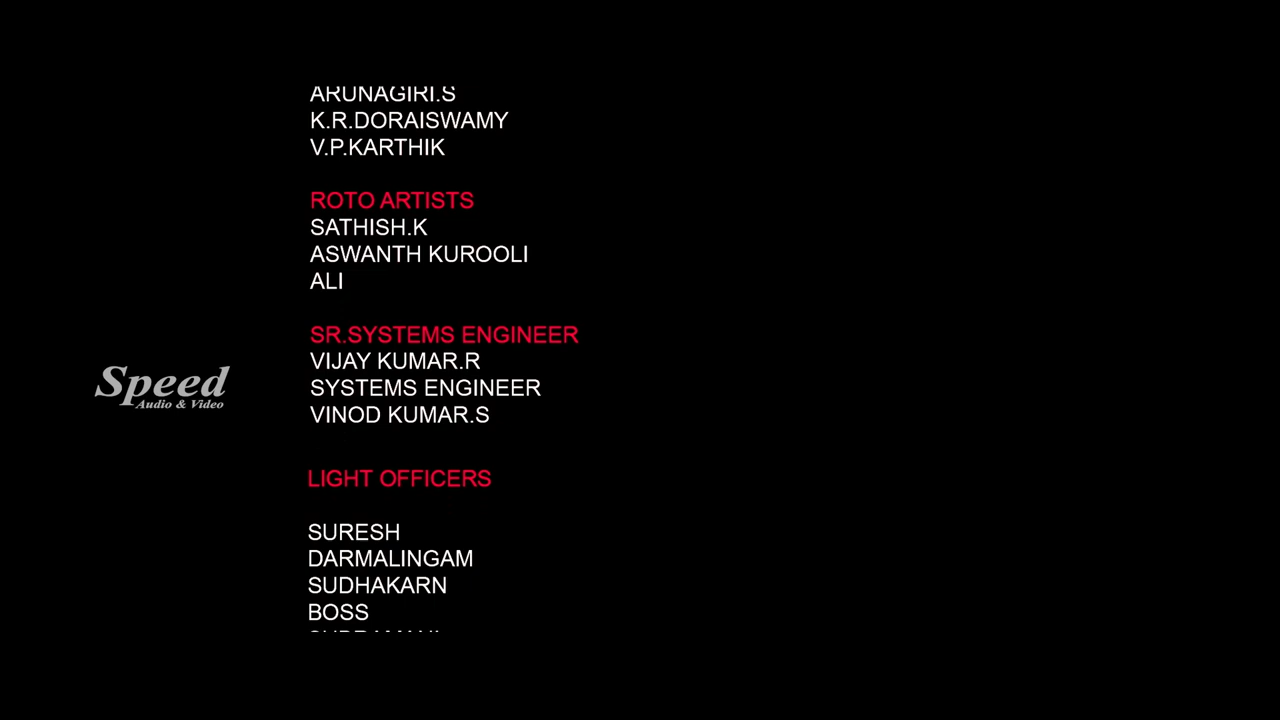 ARUNAGIRI.S
K.R.DORAISWAMY
V.P.KARTHIK
ROTO ARTISTS
SATHISH.K
ASWANTH KUROOLI
ALI
SR.SYSTEMS ENGINEER
VIJAY KUMAR.R
SYSTEMS ENGINEER
VINOD KUMAR.S
Speed
Audio & Video
LIGHT OFFICERS
SURESH
DARMALINGAM
SUDHAKARN
BOSS